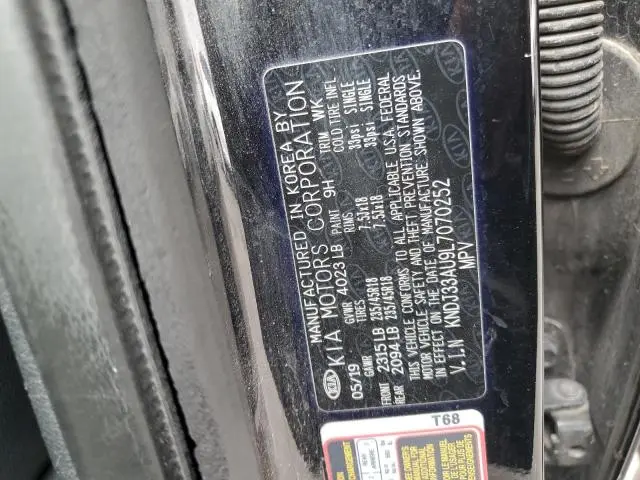 KIA
MANUFACTURED IN KOREA BY
KIA MOTORS CORPORATION
05/19 GVWR 4023 LB PAINT 9H TRIM WK
GAWR TIRES RIMS COLD TIRE INFL
FRONT 2315 LB 235/45R18 7.5Jx18 33psi SINGLE
REAR 2094 LB 235/45R18 7.5Jx18 33psi SINGLE
THIS VEHICLE CONFORMS TO ALL APPLICABLE U.S.A. FEDERAL
MOTOR VEHICLE SAFETY AND THEFT PREVENTION STANDARDS
IN EFFECT ON THE DATE OF MANUFACTURE SHOWN ABOVE.
V.I.N KNDJ33AU9L7070252
MPV
T68